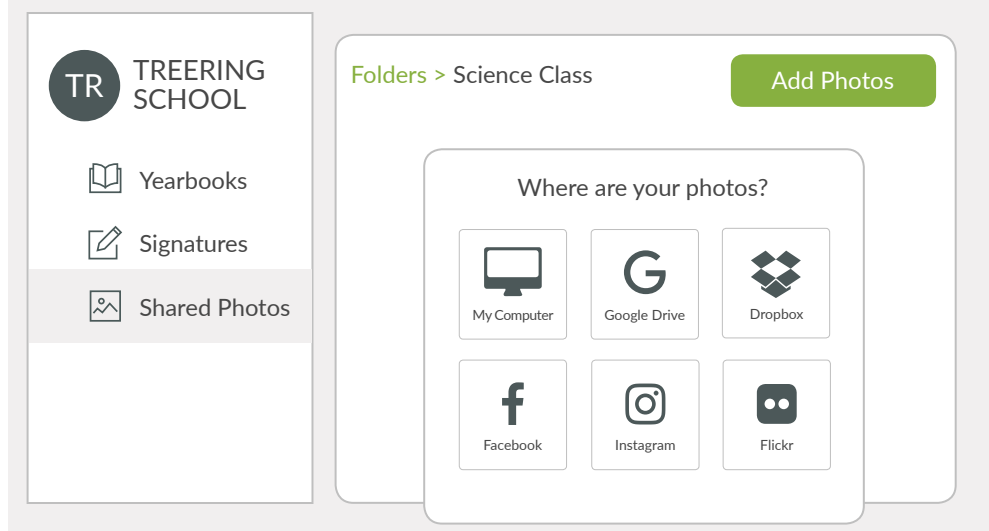 TR
TREERING
SCHOOL
Yearbooks
Signatures
Shared Photos
Folders > Science Class
Add Photos
Where are your photos?
My Computer
Google Drive
Dropbox
Facebook
Instagram
Flickr